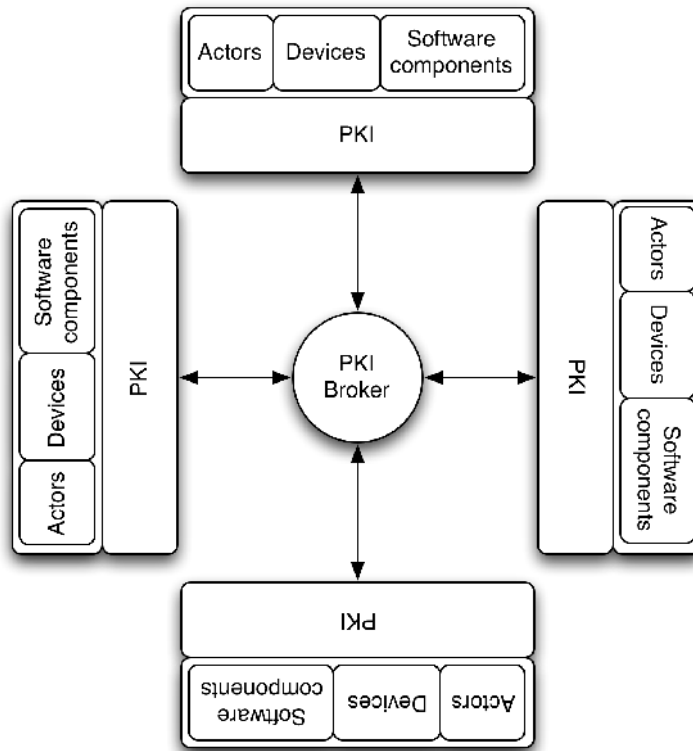 Actors
Devices
Software
components
PKI
Software
components
Devices
Actors
PKI
PKI
Broker
PKI
Actors
Devices
Software
components
PKI
Actors
Devices
Software
components